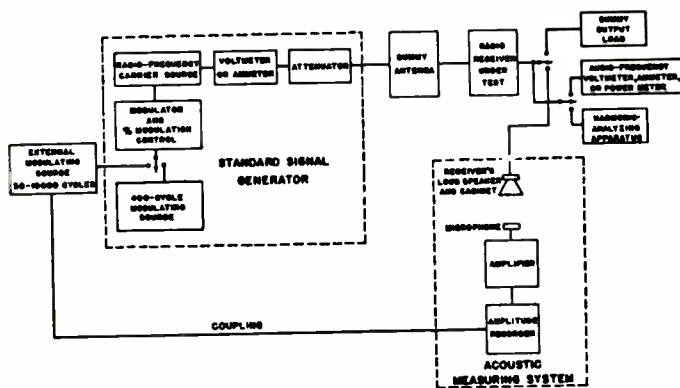 RADIO-FREQUENCY
CARRIER SOURCE
VOLTMETER
OR AMMETER
ATTENUATOR
DUMMY
ANTENNA
RADIO
RECEIVER
UNDER
TEST
DUMMY
OUTPUT
LOAD
AUDIO-FREQUENCY
VOLTMETER, AMMETER,
OR POWER METER
HARMONIC-
ANALYZING
APPARATUS
MODULATOR
AND
% MODULATION
CONTROL
EXTERNAL
MODULATING
SOURCE
30-10000 CYCLES
400-CYCLE
MODULATING
SOURCE
STANDARD SIGNAL
GENERATOR
RECEIVER'S
LOUD SPEAKER
AND CABINET
MICROPHONE
AMPLIFIER
AMPLITUDE
RECORDER
COUPLING
ACOUSTIC
MEASURING SYSTEM